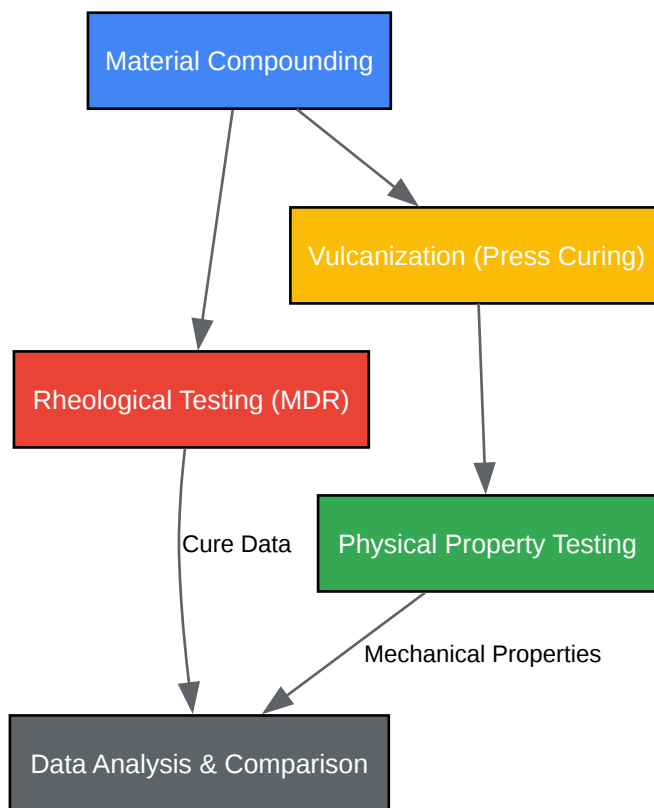 Material Compounding
Vulcanization (Press Curing)
Rheological Testing (MDR)
Cure Data
Physical Property Testing
Mechanical Properties
Data Analysis & Comparison